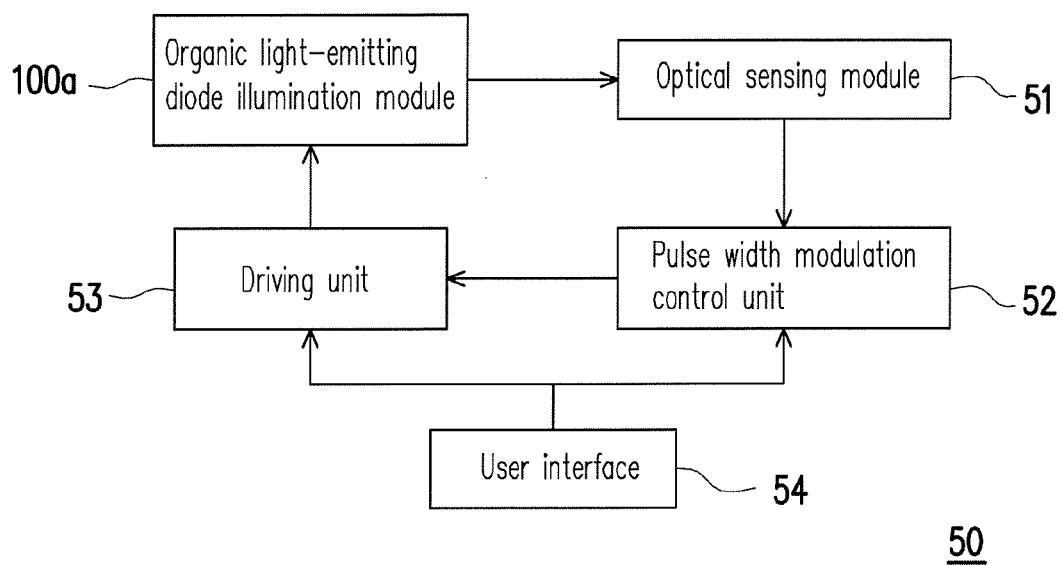 100a
Organic light-emitting
diode illumination module
Optical sensing module
51
53
Driving unit
Pulse width modulation
control unit
52
User interface
54
50